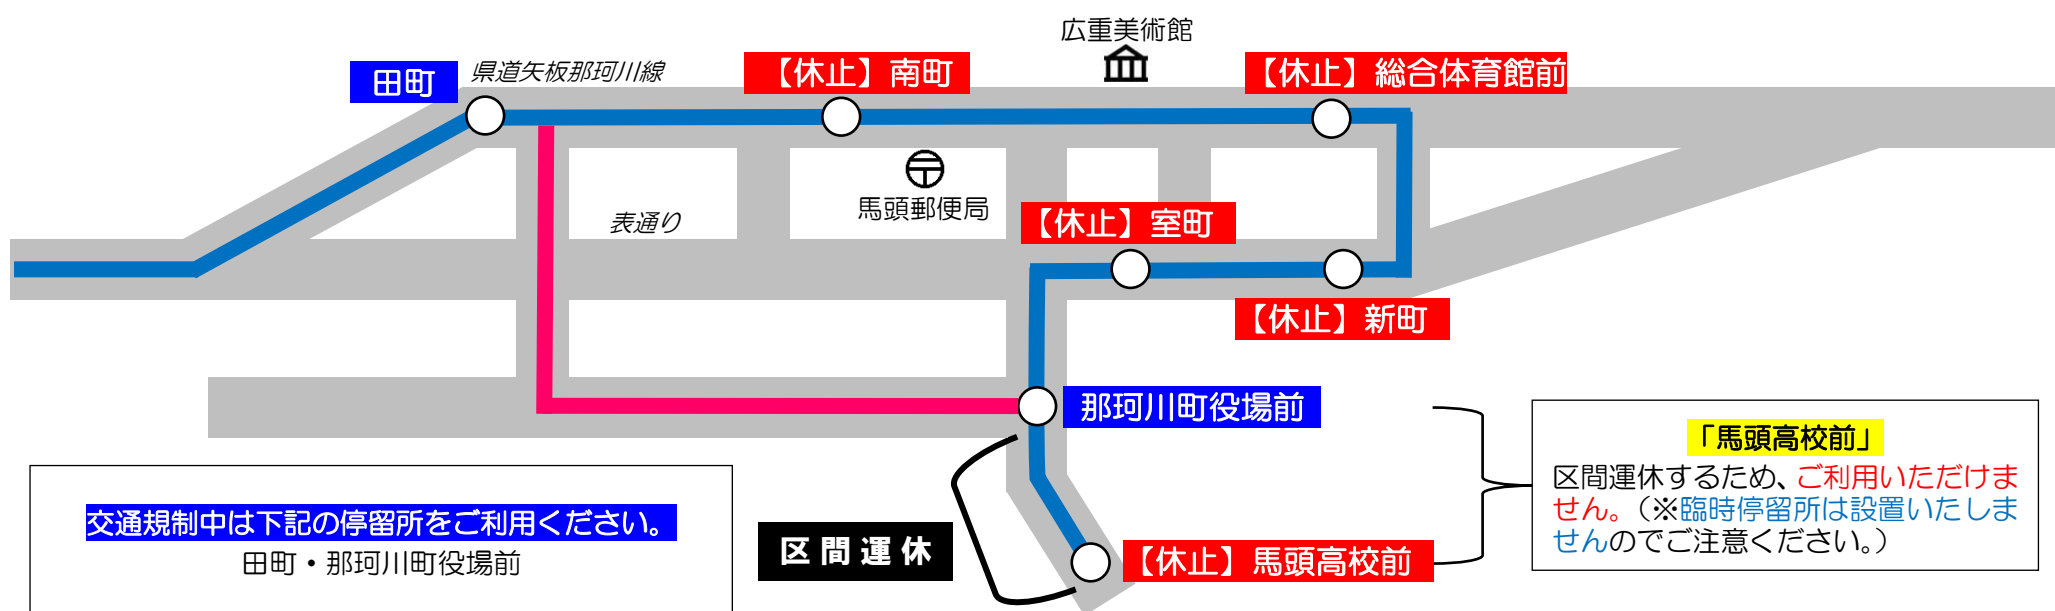 広重美術館
田町
県道矢板那珂川線
【休止】南町
【休止】総合体育館前
馬頭郵便局
表通り
【休止】室町
【休止】新町
那珂川町役場前
「馬頭高校前」
区間運休するため、ご利用いただけま
せん。（※臨時停留所は設置いたしま
せんのでご注意ください。）
交通規制中は下記の停留所をご利用ください。
田町・那珂川町役場前
区間運休
【休止】馬頭高校前